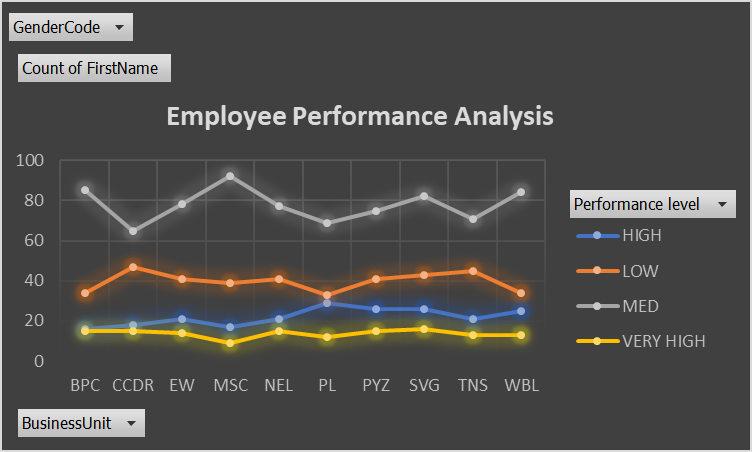 GenderCode
Count of FirstName
Employee Performance Analysis
100
80
60
40
20
0
BPC CCDR EW MSC NEL PL PYZ SVG TNS WBL
Performance level
HIGH
LOW
MED
VERY HIGH
BusinessUnit